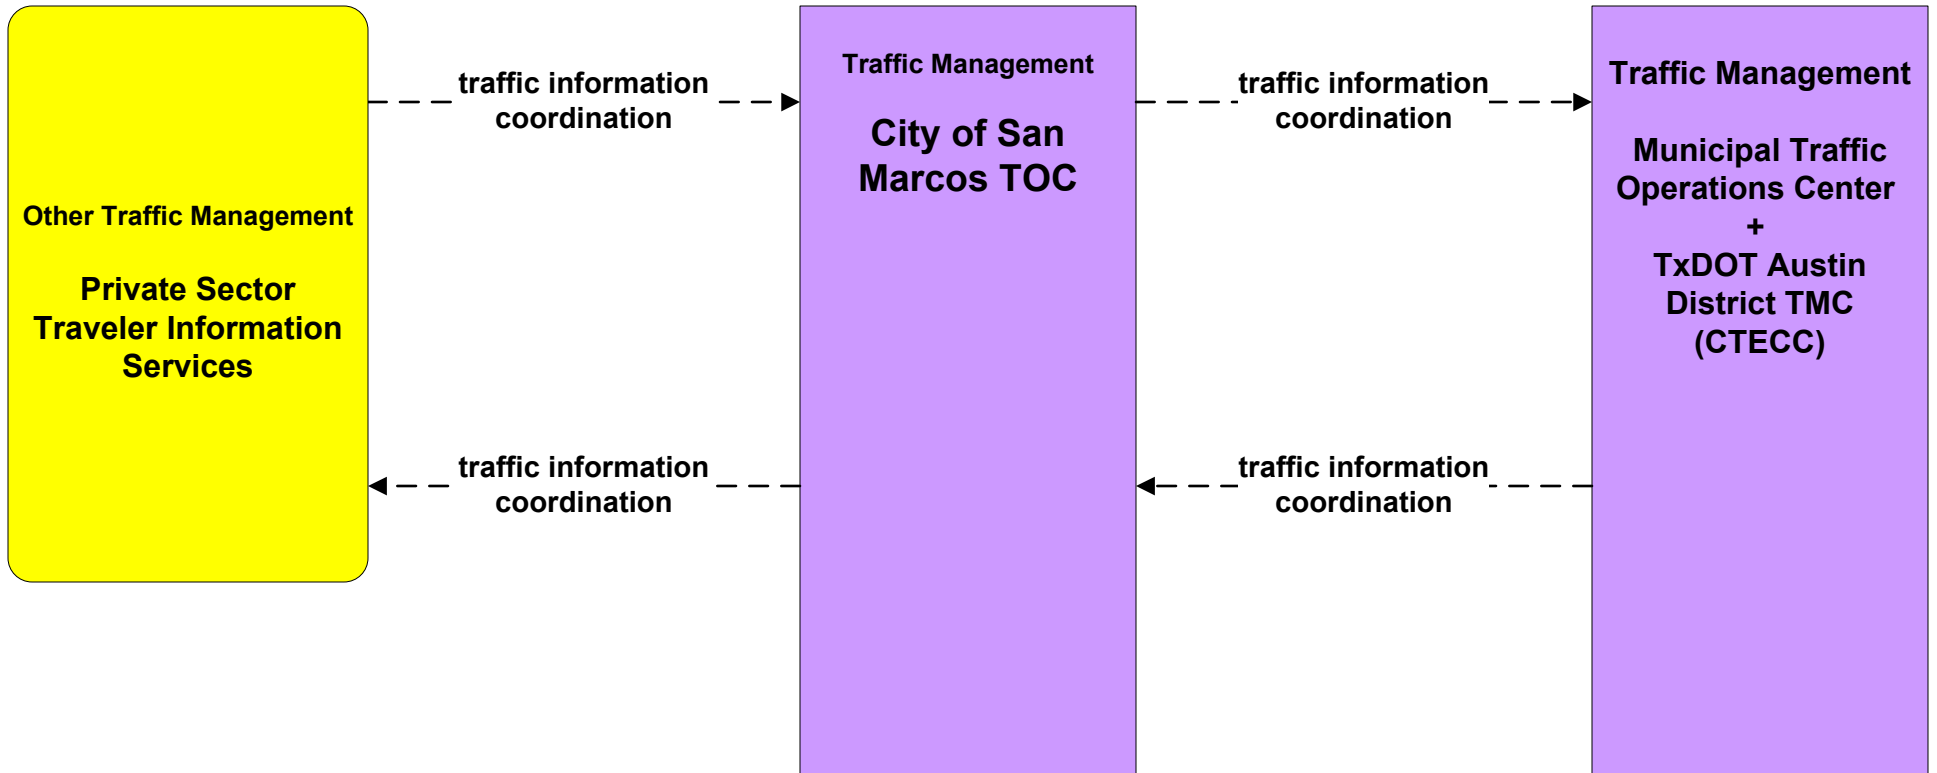 Other Traffic Management
Private Sector
Traveler Information
Services
traffic information
coordination
traffic information
coordination
Traffic Management
City of San
Marcos TOC
traffic information
coordination
traffic information
coordination
Traffic Management
Municipal Traffic
Operations Center
+
TxDOT Austin
District TMC
(CTECC)